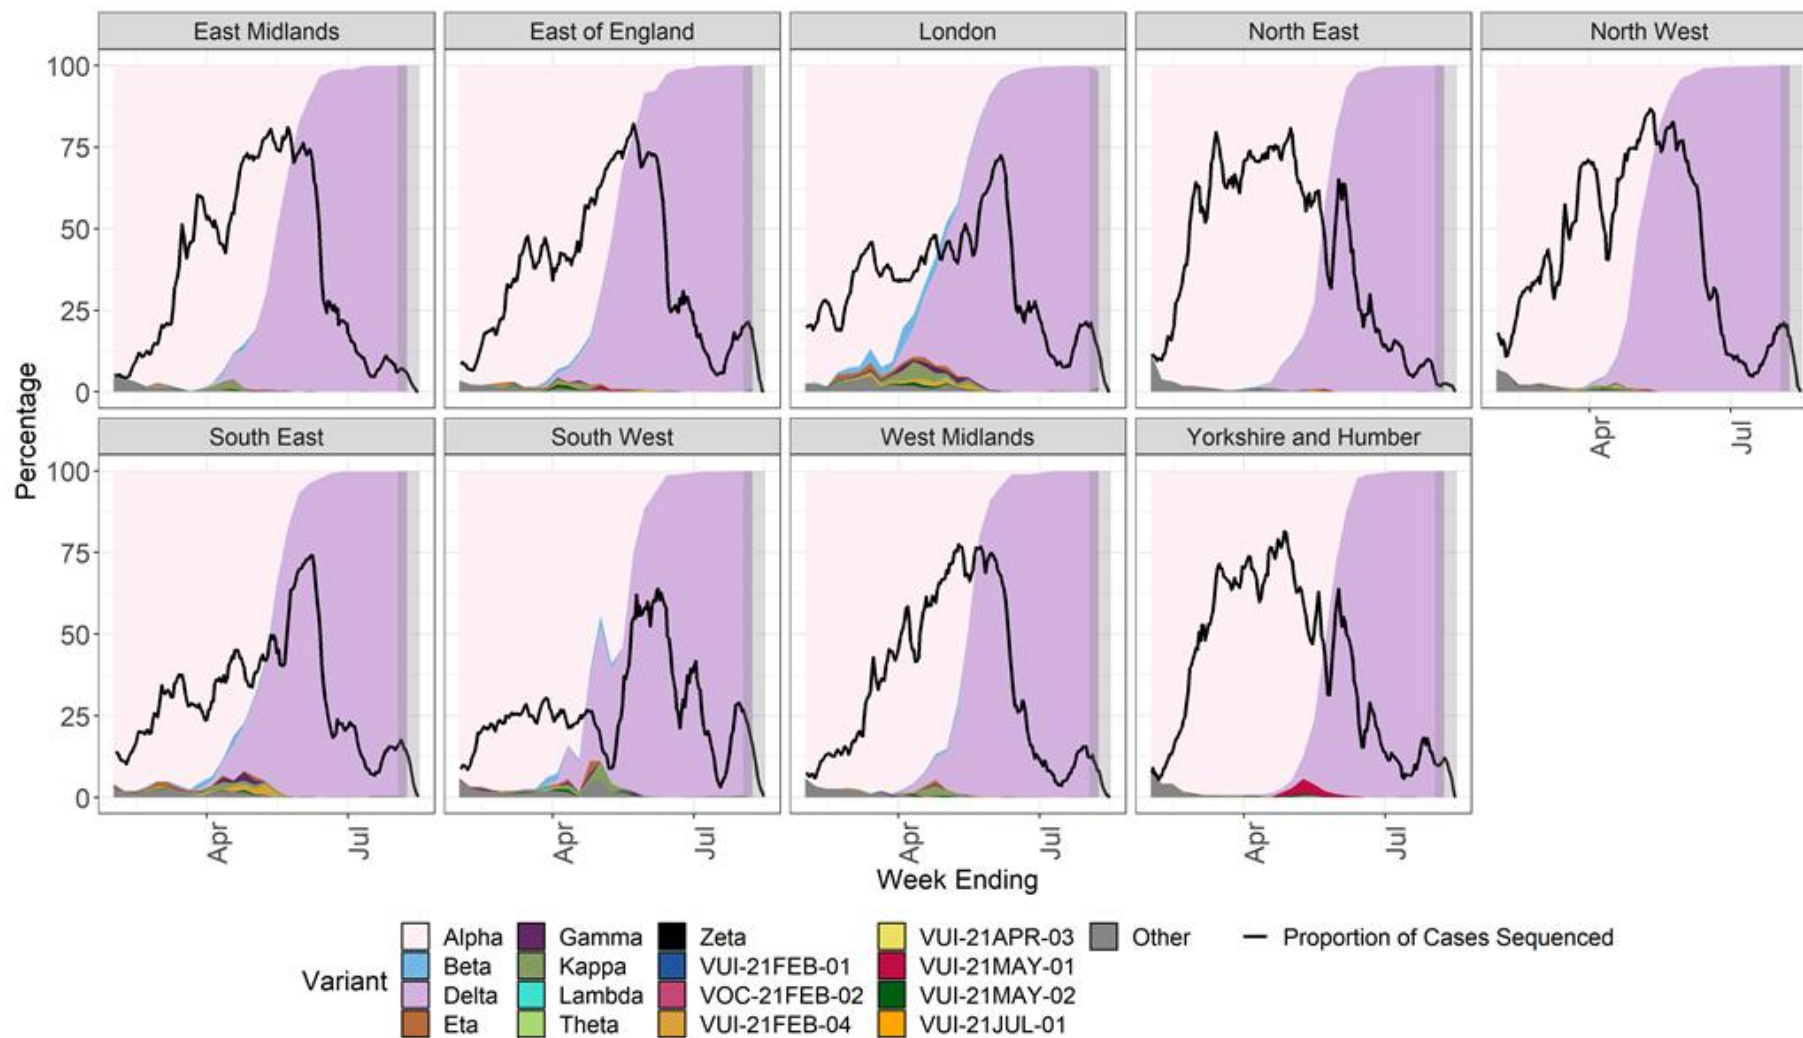 East Midlands
East of England
London
North East
North West
100
75
50
25
0
Apr
Jul
South East
South West
West Midlands
Yorkshire and Humber
100
75
50
25
0
Apr
Jul
Apr
Jul
Apr
Jul
Apr
Jul
Percentage
Week Ending
Variant
Alpha
Beta
Delta
Eta
Gamma
Kappa
Lambda
Theta
Zeta
VUI-21FEB-01
VOC-21FEB-02
VUI-21FEB-04
VUI-21APR-03
VUI-21MAY-01
VUI-21MAY-02
VUI-21JUL-01
Other
Proportion of Cases Sequenced